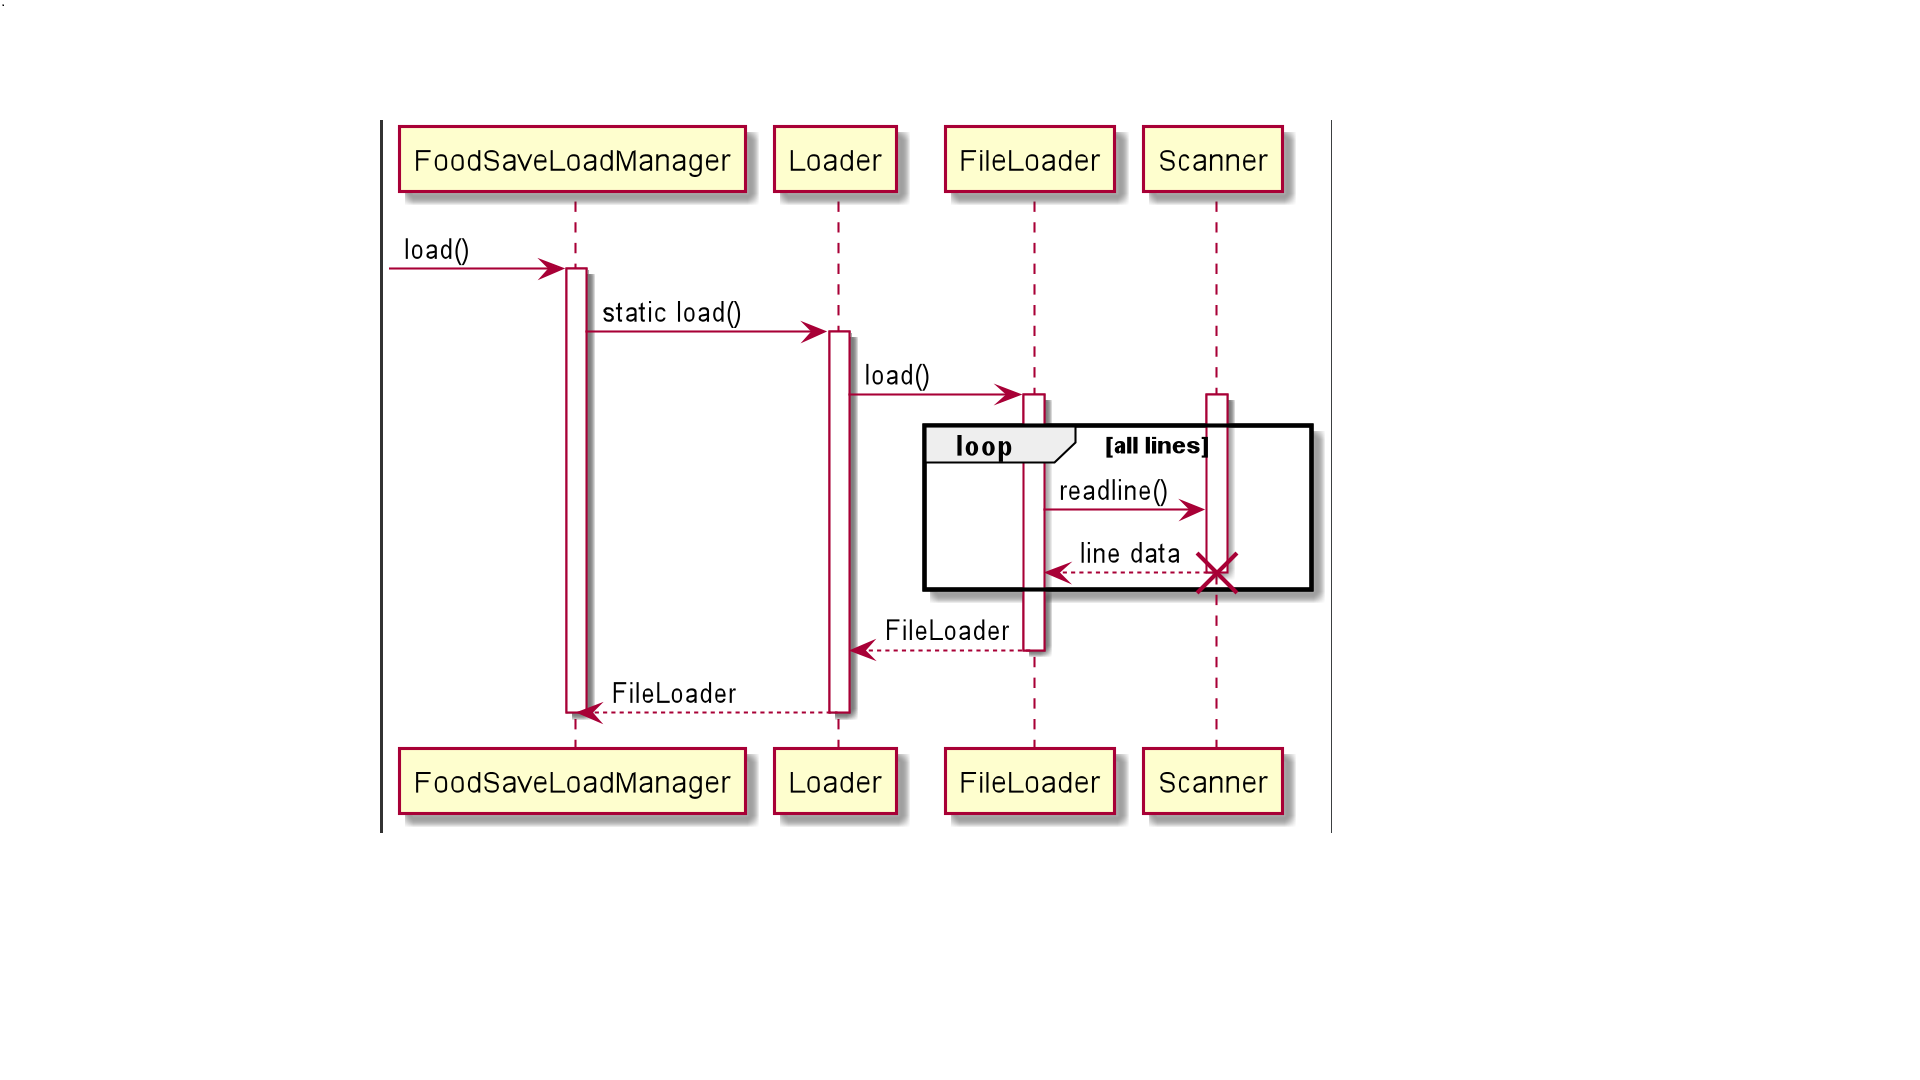 FoodSaveLoadManager Loader FileLoader Scanner
load()
static load()
load()
loop [all lines]
readline()
line data
FileLoader
FileLoader
FoodSaveLoadManager Loader FileLoader Scanner